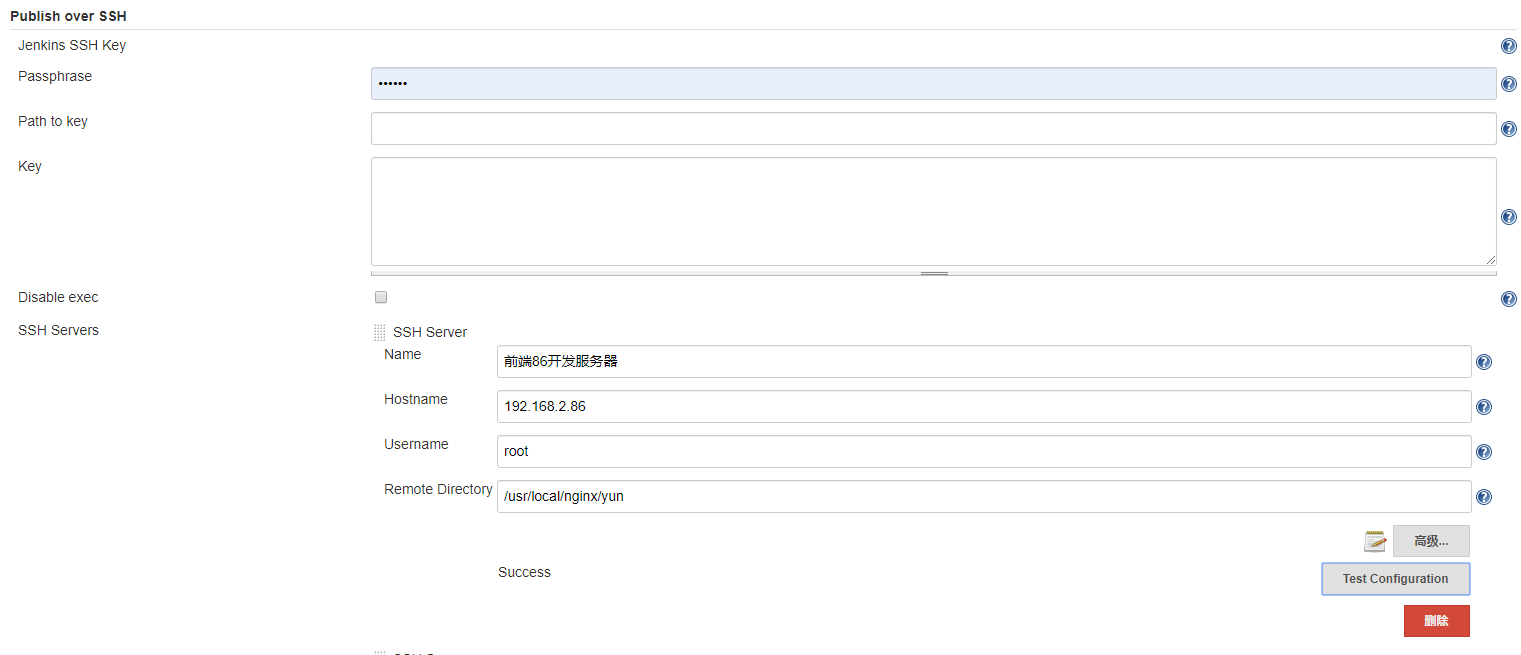 Publish over SSH
Jenkins SSH Key
Passphrase
••••••
Path to key
Key
Disable exec
SSH Servers
SSH Server
Name
前端86开发服务器
Hostname
192.168.2.86
Username
root
Remote Directory
/usr/local/nginx/yun
高级...
Success
Test Configuration
删除